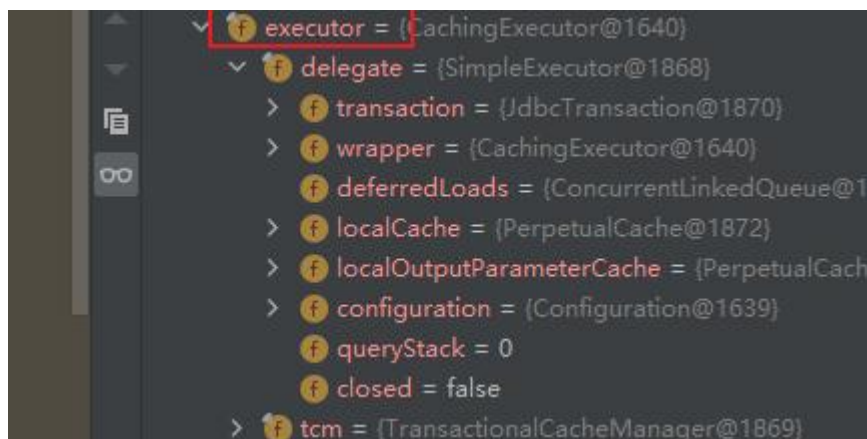 executor = {CachingExecutor@1640}
delegate = {SimpleExecutor@1868}
transaction = {JdbcTransaction@1870}
wrapper = {CachingExecutor@1640}
deferredLoads = {ConcurrentLinkedQueue@1
localCache = {PerpetualCache@1872}
localOutputParameterCache = {PerpetualCach
configuration = {Configuration@1639}
queryStack = 0
closed = false
tcm = {TransactionalCacheManager@1869}